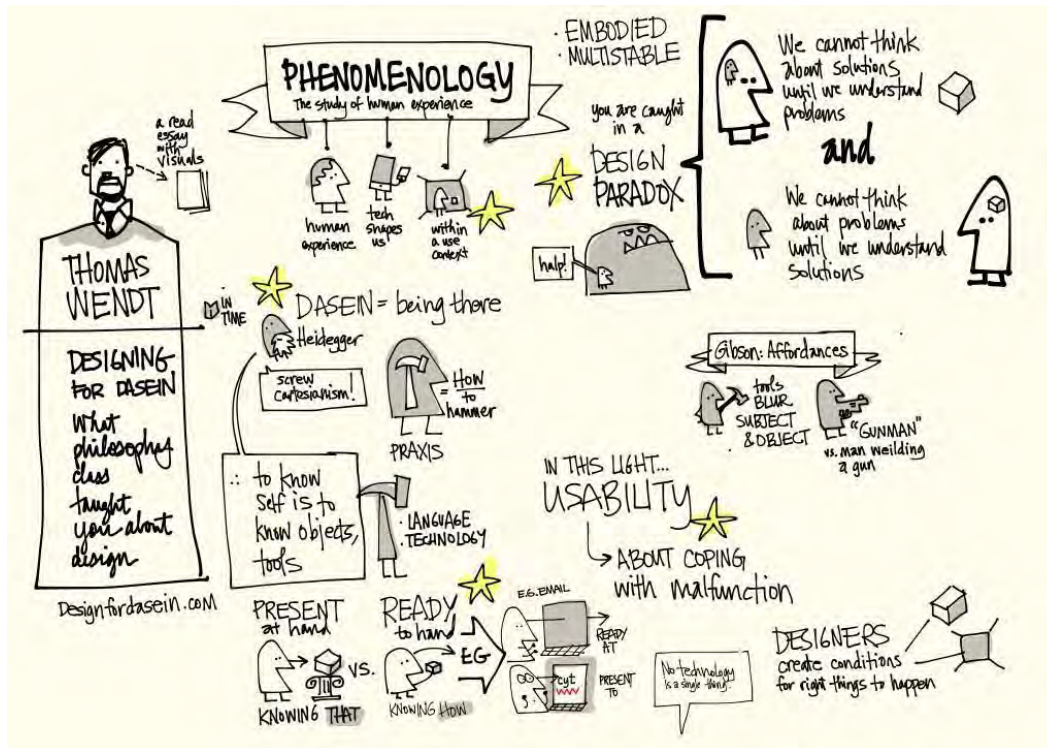 PHENOMENOLOGY
The study of human experience
human
experience
tech
shapes
us
within
a use
context
a read
essay
with
visuals
THOMAS
WENDT
DESIGNING
FOR DASEIN
What
philosophy
class
taught
you about
design
Designfordasein.com
IN
TIME
DASEIN = being there
Heidegger
screw
cartesianism!
= HOW
to
hammer
PRAXIS
∴ to know
self is to
know objects,
tools
· LANGUAGE
· TECHNOLOGY
PRESENT
at hand
VS.
KNOWING THAT
READY
to hand
KNOWING HOW
EG
E.G. EMAIL
READY
AT
cyt
PRESENT
TO
· EMBODIED
· MULTISTABLE
you are caught
in a
DESIGN
PARADOX
halp!
We cannot think
about solutions
until we understand
problems
and
We cannot think
about problems
until we understand
solutions
Gibson: Affordances
tools
BLUR
SUBJECT
& OBJECT
"GUNMAN"
vs. man weilding
a gun
IN THIS LIGHT...
USABILITY
ABOUT COPING
with malfunction
No technology
is a single thing.
DESIGNERS
create conditions
for right things to happen